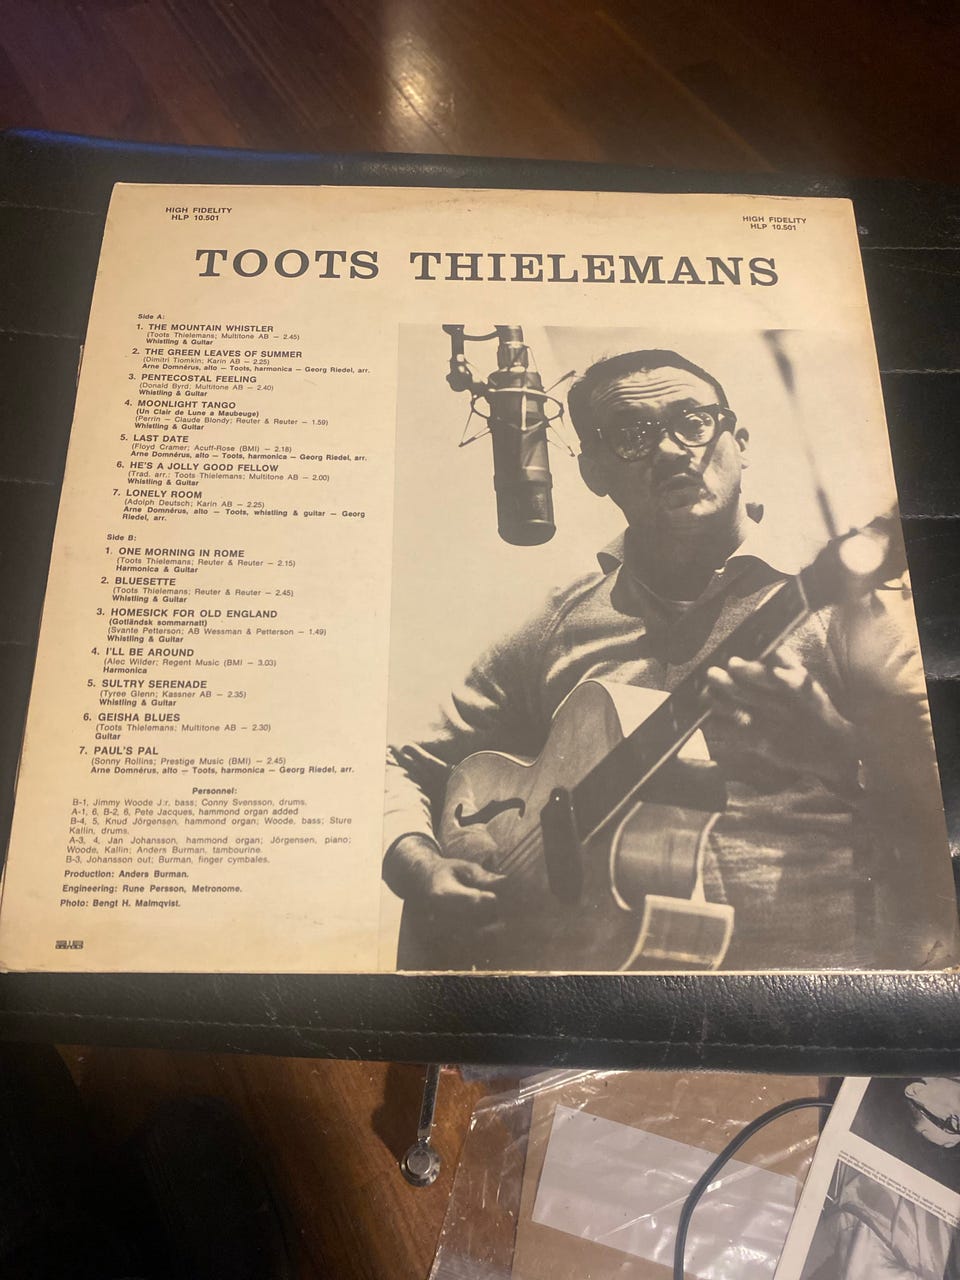 HIGH FIDELITY
HLP 10.501
HIGH FIDELITY
HLP 10.501
TOOTS THIELEMANS
Side A:
1. THE MOUNTAIN WHISTLER
(Toots Thielemans; Multitone AB — 2.45)
Whistling & Guitar
2. THE GREEN LEAVES OF SUMMER
(Dimitri Tiomkin; Karin AB — 2.25)
Arne Domnérus, alto — Toots, harmonica — Georg Riedel, arr.
3. PENTECOSTAL FEELING
(Donald Byrd; Multitone AB — 2.40)
Whistling & Guitar
4. MOONLIGHT TANGO
(Un Clair de Lune a Maubeuge)
(Perrin — Claude Blondy; Reuter & Reuter — 1.59)
Whistling & Guitar
5. LAST DATE
(Floyd Cramer; Acuff-Rose (BMI) — 2.18)
Arne Domnérus, alto — Toots, harmonica — Georg Riedel, arr.
6. HE'S A JOLLY GOOD FELLOW
(Trad. arr.: Toots Thielemans; Multitone AB — 2.00)
Whistling & Guitar
7. LONELY ROOM
(Adolph Deutsch; Karin AB — 2.25)
Arne Domnérus, alto — Toots, whistling & guitar — Georg
Riedel, arr.
Side B:
1. ONE MORNING IN ROME
(Toots Thielemans; Reuter & Reuter — 2.15)
Harmonica & Guitar
2. BLUESETTE
(Toots Thielemans; Reuter & Reuter — 2.45)
Whistling & Guitar
3. HOMESICK FOR OLD ENGLAND
(Gotländsk sommarnatt)
(Svante Petterson; AB Wessman & Petterson — 1.49)
Whistling & Guitar
4. I'LL BE AROUND
(Alec Wilder; Regent Music (BMI — 3.03)
Harmonica
5. SULTRY SERENADE
(Tyree Glenn; Kassner AB — 2.35)
Whistling & Guitar
6. GEISHA BLUES
(Toots Thielemans; Multitone AB — 2.30)
Guitar
7. PAUL'S PAL
(Sonny Rollins; Prestige Music (BMI) — 2.45)
Arne Domnérus, alto — Toots, harmonica — Georg Riedel, arr.
Personnel:
B-1, Jimmy Woode J:r, bass; Conny Svensson, drums.
A-1, 6, B-2, 6, Pete Jacques, hammond organ added
B-4, 5, Knud Jörgensen, hammond organ; Woode, bass; Sture
Kallin, drums.
A-3, 4, Jan Johansson, hammond organ; Jörgensen, piano;
Woode, Kallin; Anders Burman, tambourine.
B-3, Johansson out; Burman, finger cymbales.
Production: Anders Burman.
Engineering: Rune Persson, Metronome.
Photo: Bengt H. Malmqvist.